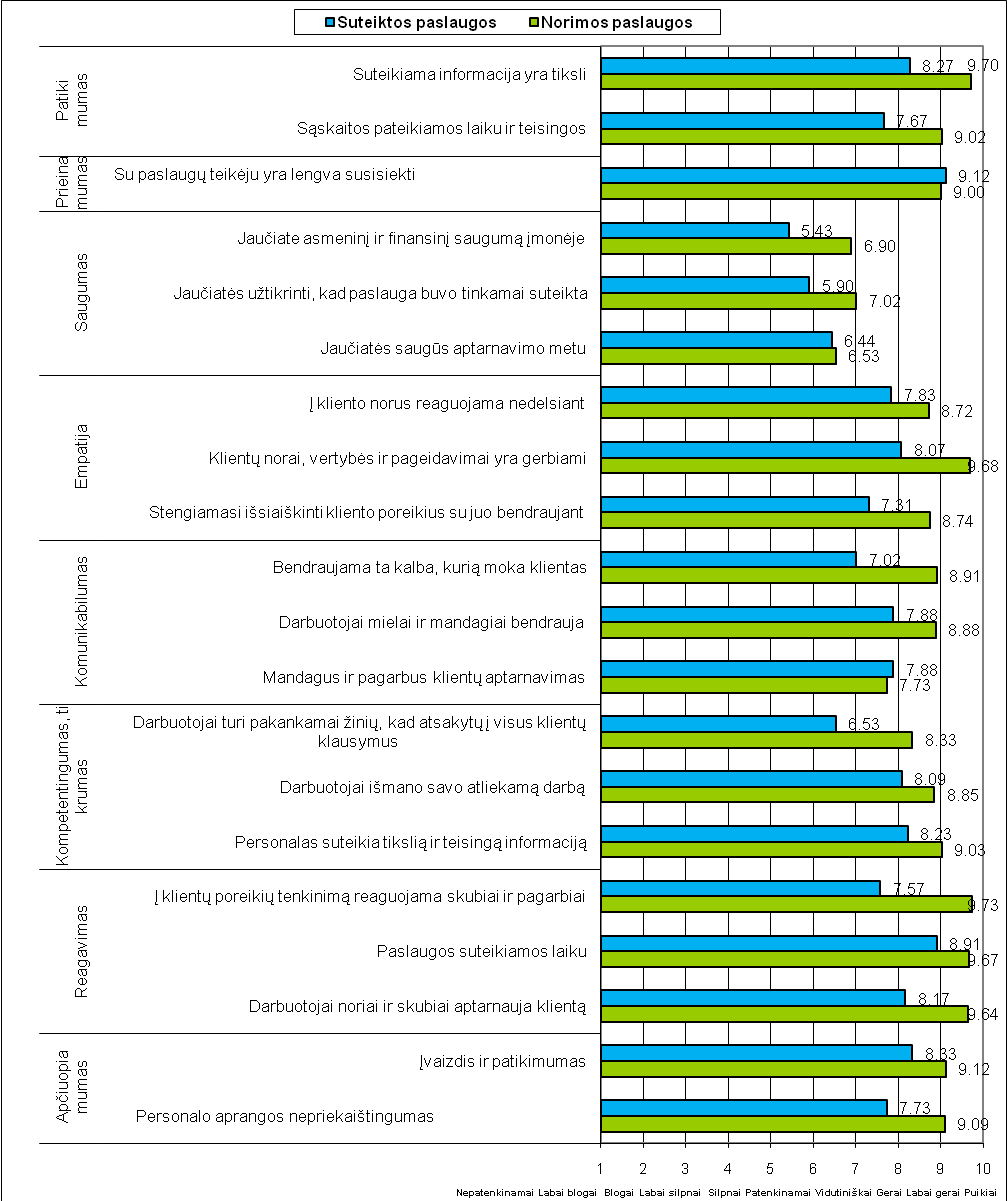 Suteiktos paslaugos Norimos paslaugos
Patiki
mumas
Suteikiama informacija yra tiksli
8.27 9.70
Sąskaitos pateikiamos laiku ir teisingos
7.67
9.02
Prieina
mumas
Su paslaugų teikėju yra lengva susisiekti
9.12
9.00
Saugumas
Jaučiate asmeninį ir finansinį saugumą įmonėje
5.43
6.90
Jaučiatės užtikrinti, kad paslauga buvo tinkamai suteikta
5.90
7.02
Jaučiatės saugūs aptarnavimo metu
6.44
6.53
Empatija
Į kliento norus reaguojama nedelsiant
7.83
8.72
Klientų norai, vertybės ir pageidavimai yra gerbiami
8.07
9.68
Stengiamasi išsiaiškinti kliento poreikius su juo bendraujant
7.31
8.74
Komunikabilumas
Bendraujama ta kalba, kurią moka klientas
7.02
8.91
Darbuotojai mielai ir mandagiai bendrauja
7.88
8.88
Mandagus ir pagarbus klientų aptarnavimas
7.88
7.73
Kompetentingumas, ti
krumas
Darbuotojai turi pakankamai žinių, kad atsakytų į visus klientų
klausymus
6.53
8.33
Darbuotojai išmano savo atliekamą darbą
8.09
8.85
Personalas suteikia tikslią ir teisingą informaciją
8.23
9.03
Reagavimas
Į klientų poreikių tenkinimą reaguojama skubiai ir pagarbiai
7.57
9.73
Paslaugos suteikiamos laiku
8.91
9.67
Darbuotojai noriai ir skubiai aptarnauja klientą
8.17
9.64
Apčiuopia
mumas
Įvaizdis ir patikimumas
8.33
9.12
Personalo aprangos nepriekaištingumas
7.73
9.09
1 2 3 4 5 6 7 8 9 10
Nepatenkinamai Labai blogai Blogai Labai silpnai Silpnai Patenkinamai Vidutiniškai Gerai Labai gerai Puikiai